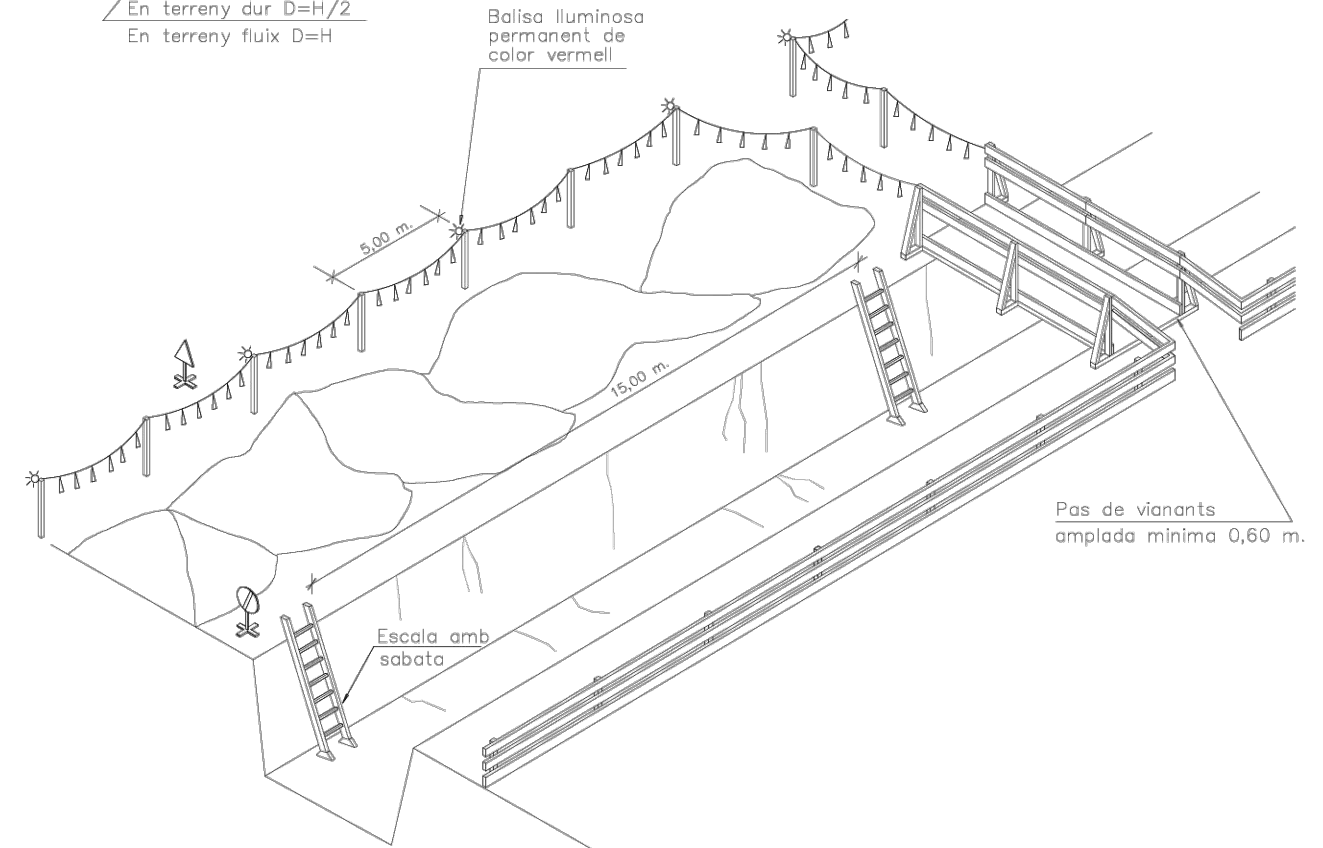 En terreny dur D=H/2
En terreny fluix D=H
Balisa lluminosa
permanent de
color vermell
5,00 m.
15,00 m.
Pas de vianants
amplada minima 0,60 m.
Escala amb
sabata